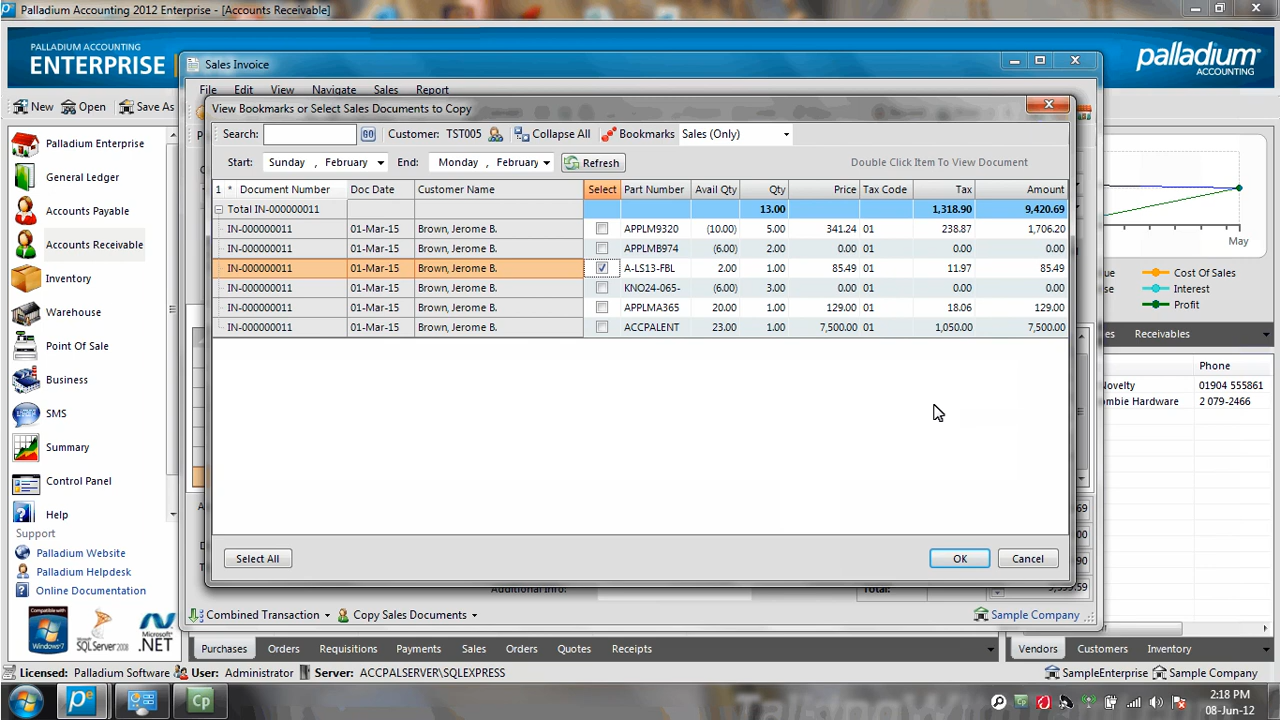 Palladium Accounting 2012 Enterprise - [Accounts Receivable]
PALLADIUM ACCOUNTING
ENTERPRISE
palladium
ACCOUNTING
Sales Invoice
File Edit View Navigate Sales Report
New Open Save As
View Bookmarks or Select Sales Documents to Copy
Search: GO Customer: TST005 Collapse All Bookmarks Sales (Only)
Start: Sunday , February End: Monday , February Refresh Double Click Item To View Document
1 * Document Number Doc Date Customer Name Select Part Number Avail Qty Qty Price Tax Code Tax Amount
Total IN-000000011 13.00 1,318.90 9,420.69
IN-000000011 01-Mar-15 Brown, Jerome B. APPLM9320 (10.00) 5.00 341.24 01 238.87 1,706.20
IN-000000011 01-Mar-15 Brown, Jerome B. APPLMB974 (6.00) 2.00 0.00 01 0.00 0.00
IN-000000011 01-Mar-15 Brown, Jerome B. A-LS13-FBL 2.00 1.00 85.49 01 11.97 85.49
IN-000000011 01-Mar-15 Brown, Jerome B. KNO24-065- (6.00) 3.00 0.00 01 0.00 0.00
IN-000000011 01-Mar-15 Brown, Jerome B. APPLMA365 20.00 1.00 129.00 01 18.06 129.00
IN-000000011 01-Mar-15 Brown, Jerome B. ACCPALENT 23.00 1.00 7,500.00 01 1,050.00 7,500.00
Select All OK Cancel
Additional Info:
Total:
Combined Transaction Copy Sales Documents Sample Company
Palladium Enterprise
General Ledger
Accounts Payable
Accounts Receivable
Inventory
Warehouse
Point Of Sale
Business
SMS
Summary
Control Panel
Help
Support
Palladium Website
Palladium Helpdesk
Online Documentation
Compatible with
Windows 7
SQL Server 2008
Microsoft
.NET
May
Cost Of Sales
Interest
Profit
es Receivables
Phone
Novelty 01904 555861
ombie Hardware 2 079-2466
Purchases Orders Requisitions Payments Sales Orders Quotes Receipts
Vendors Customers Inventory
Licensed: Palladium Software User: Administrator Server: ACCPALSERVER\SQLEXPRESS SampleEnterprise Sample Company
Cp
2:18 PM
08-Jun-12